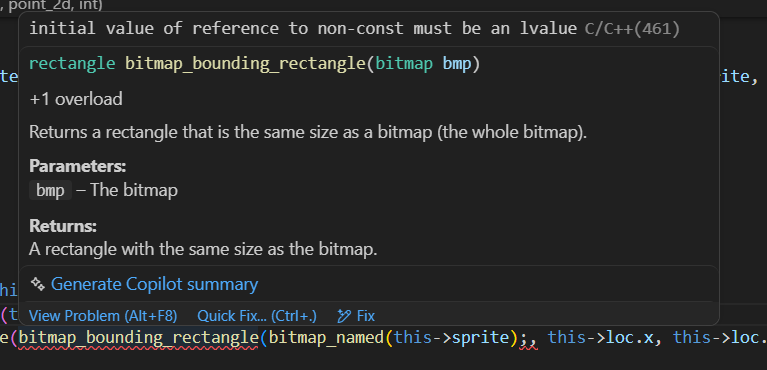 , point_2d, int)
initial value of reference to non-const must be an lvalue C/C++(461)
rectangle bitmap_bounding_rectangle(bitmap bmp)
te
rite,
+1 overload
Returns a rectangle that is the same size as a bitmap (the whole bitmap).
Parameters:
bmp – The bitmap
Returns:
A rectangle with the same size as the bitmap.
Generate Copilot summary
hi
View Problem (Alt+F8) Quick Fix... (Ctrl+.) Fix
(t
e(bitmap_bounding_rectangle(bitmap_named(this->sprite);, this->loc.x, this->loc.